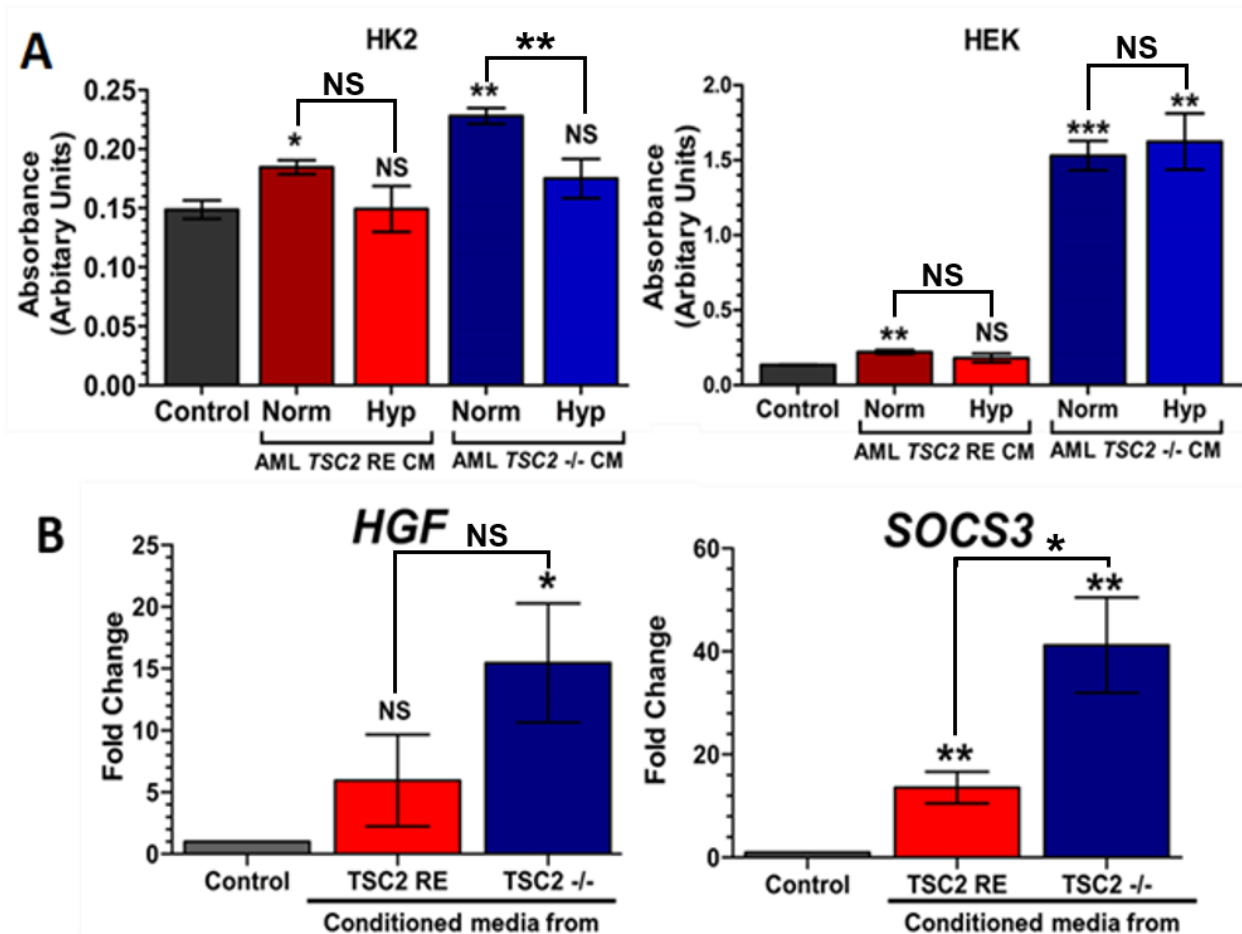 A
HK2
Absorbance
(Arbitary Units)
0.25
0.20
0.15
0.10
0.05
0.00
NS
**
*
NS
**
NS
Control Norm Hyp Norm Hyp
AML TSC2 RE CM AML TSC2 -/- CM
HEK
Absorbance
(Arbitary Units)
2.0
1.5
1.0
0.5
0.0
NS
NS
**
NS
***
**
Control Norm Hyp Norm Hyp
AML TSC2 RE CM AML TSC2 -/- CM
B
HGF
Fold Change
25
20
15
10
5
0
NS
NS
*
Control TSC2 RE TSC2 -/-
Conditioned media from
SOCS3
Fold Change
60
40
20
0
*
**
**
Control TSC2 RE TSC2 -/-
Conditioned media from